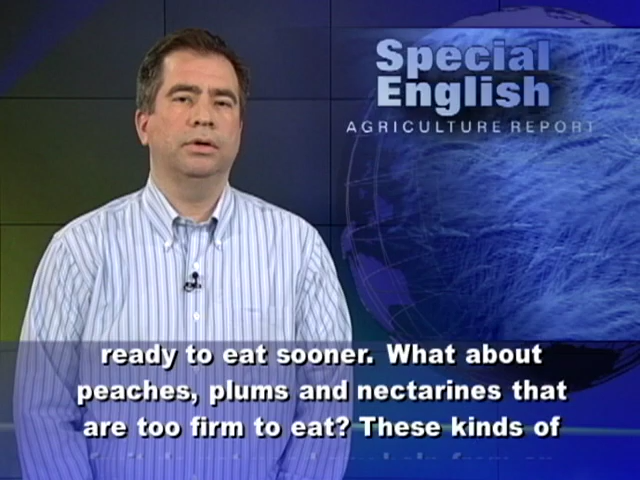 Special
English
AGRICULTURE REPORT
ready to eat sooner. What about
peaches, plums and nectarines that
are too firm to eat? These kinds of